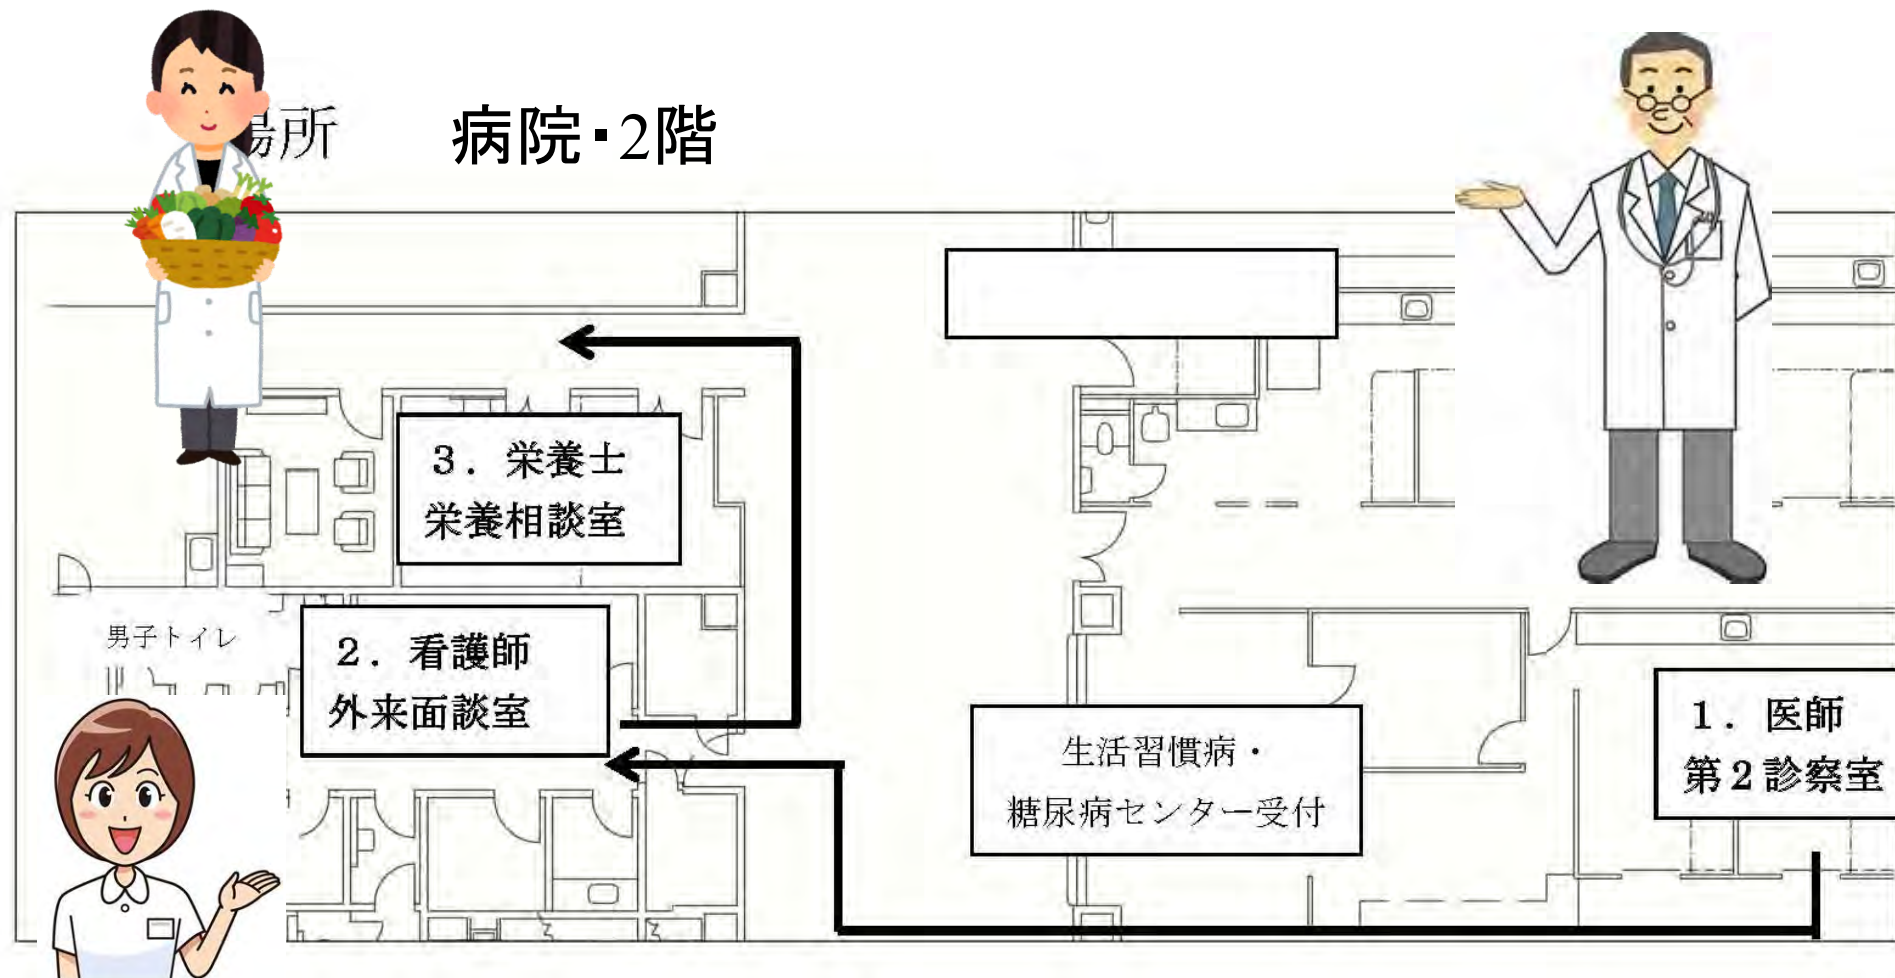 場所 病院・2階
3．栄養士
栄養相談室
男子トイレ
2．看護師
外来面談室
生活習慣病・
糖尿病センター受付
1．医師
第2診察室